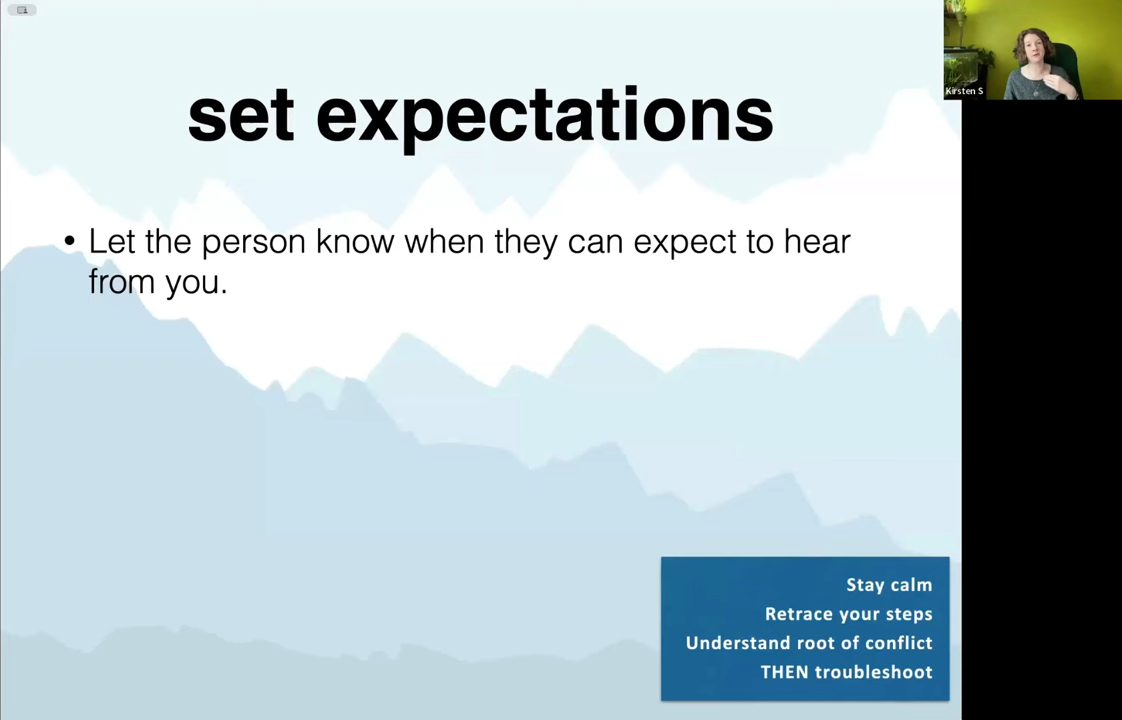 Kirsten S
set expectations
• Let the person know when they can expect to hear
from you.
Stay calm
Retrace your steps
Understand root of conflict
THEN troubleshoot